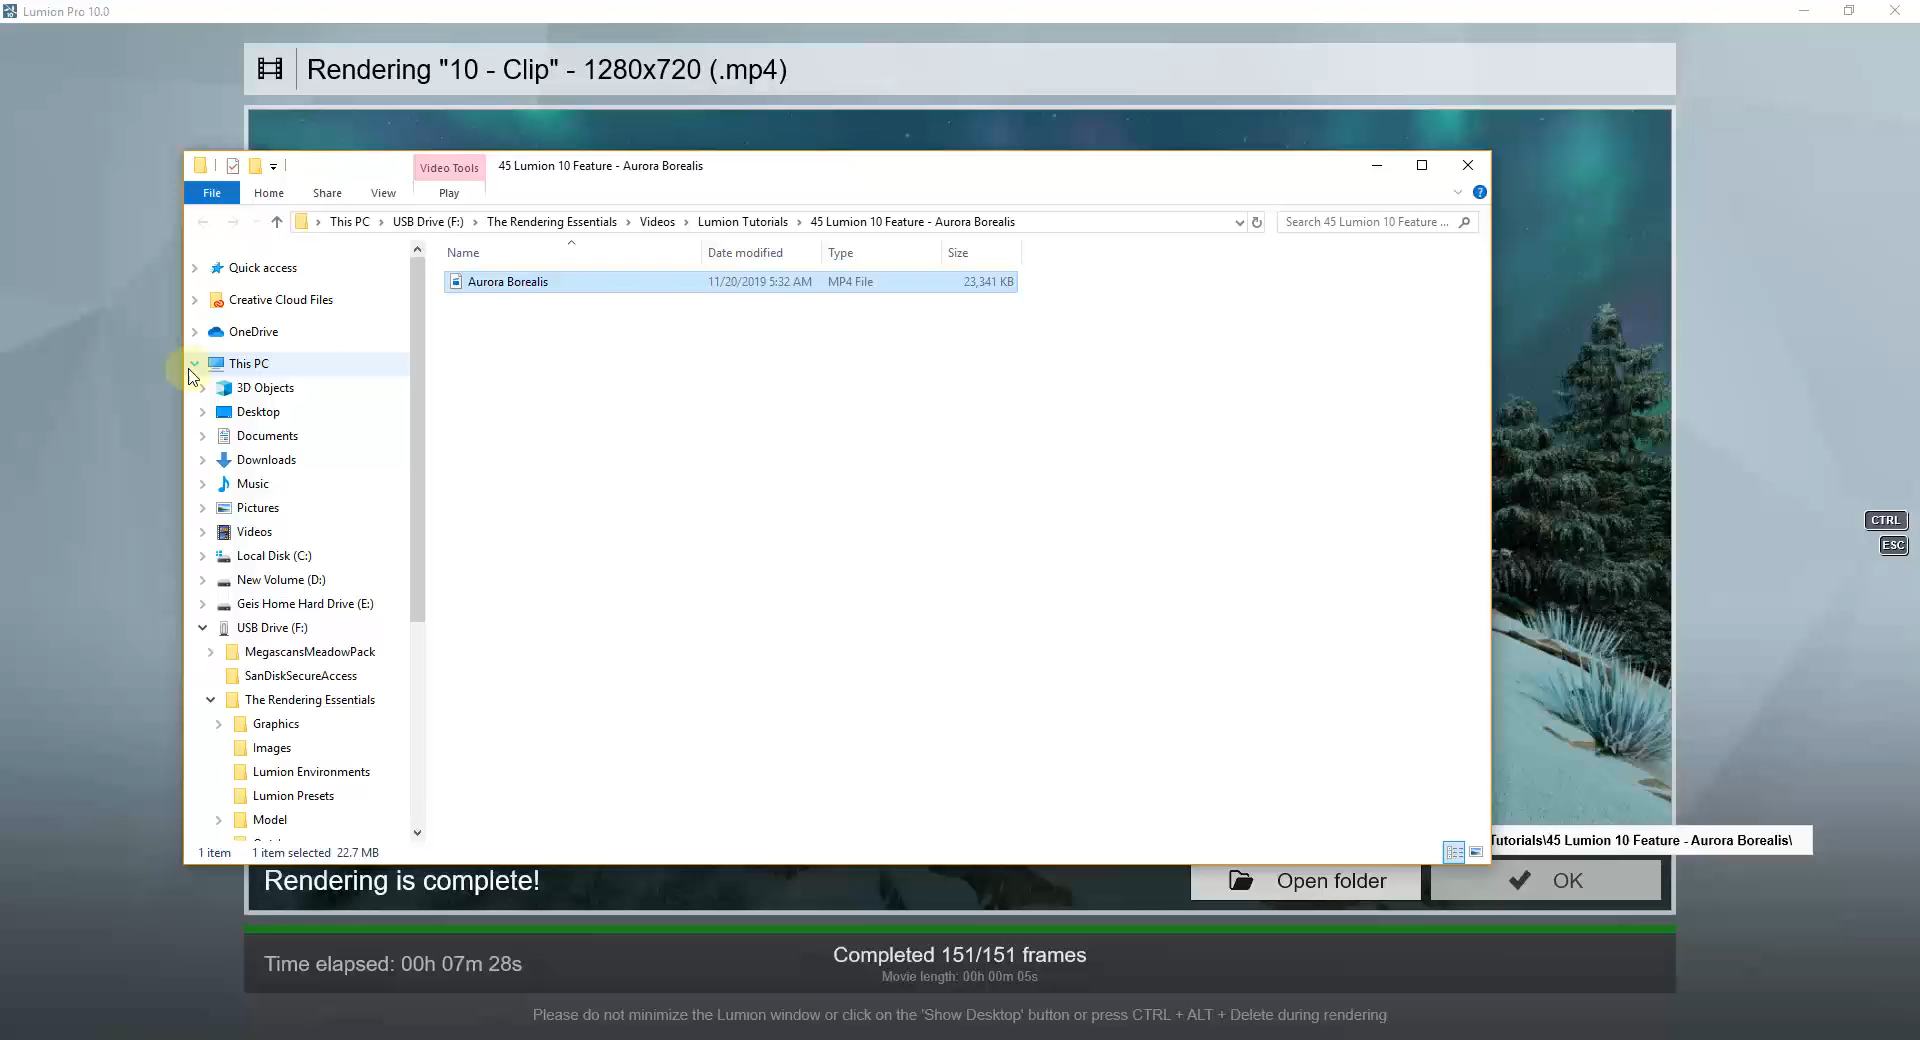 Lumion Pro 10.0
Rendering "10 - Clip" - 1280x720 (.mp4)
Video Tools
45 Lumion 10 Feature - Aurora Borealis
File
Home
Share
View
Play
This PC
USB Drive (F:)
The Rendering Essentials
Videos
Lumion Tutorials
45 Lumion 10 Feature - Aurora Borealis
Search 45 Lumion 10 Feature ...
Name
Date modified
Type
Size
Aurora Borealis
11/20/2019 5:32 AM
MP4 File
23,341 KB
Quick access
Creative Cloud Files
OneDrive
This PC
3D Objects
Desktop
Documents
Downloads
Music
Pictures
Videos
Local Disk (C:)
New Volume (D:)
Geis Home Hard Drive (E:)
USB Drive (F:)
MegascansMeadowPack
SanDiskSecureAccess
The Rendering Essentials
Graphics
Images
Lumion Environments
Lumion Presets
Model
1 item
1 item selected 22.7 MB
CTRL
ESC
Tutorials\45 Lumion 10 Feature - Aurora Borealis\
Rendering is complete!
Open folder
OK
Time elapsed: 00h 07m 28s
Completed 151/151 frames
Movie length: 00h 00m 05s
Please do not minimize the Lumion window or click on the 'Show Desktop' button or press CTRL + ALT + Delete during rendering